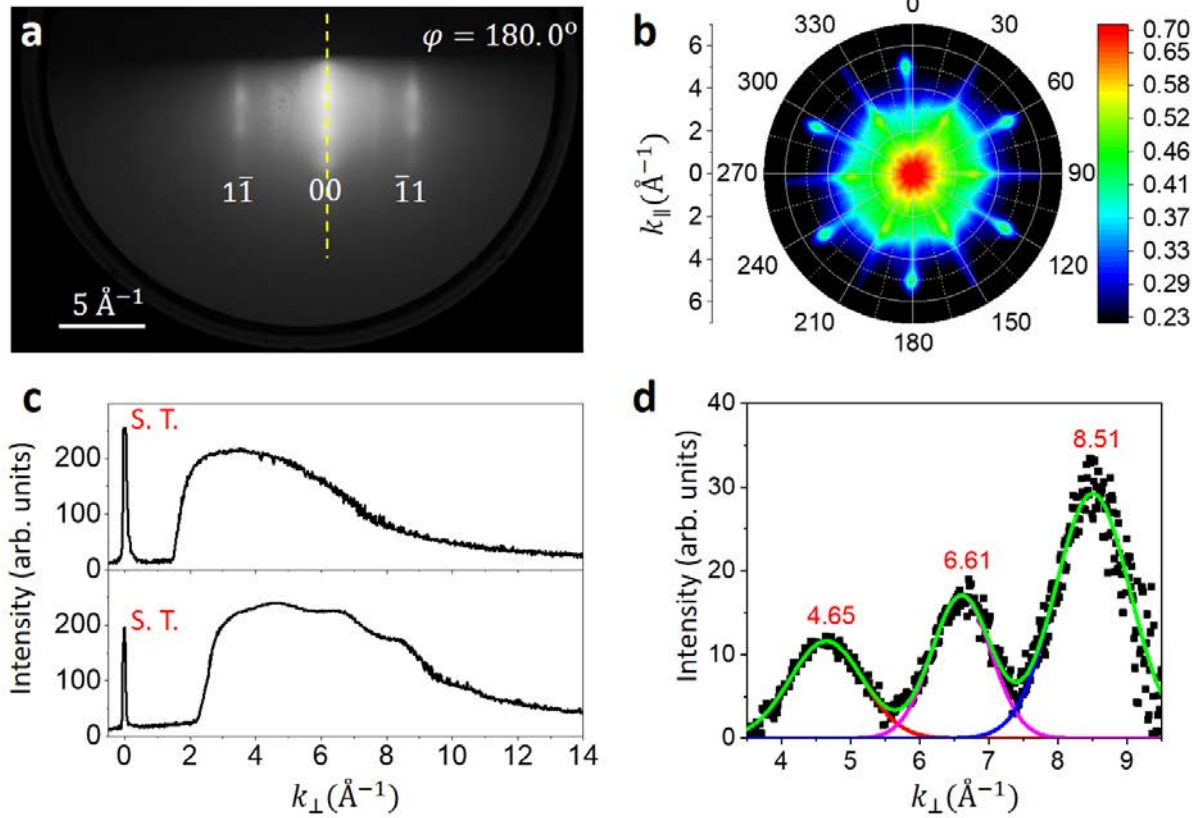 a
φ = 180.0°
11̅ 00 1̅1
5 Å⁻¹
b
0
330 30
300 60
270 90
240 120
210 150
180
k∥(Å⁻¹)
6
4
2
0
2
4
6
0.70
0.65
0.58
0.52
0.46
0.41
0.37
0.33
0.29
0.26
0.23
c
S. T.
200
100
0
S. T.
200
100
0
Intensity (arb. units)
0 2 4 6 8 10 12 14
k⊥(Å⁻¹)
d
40
30
20
10
0
Intensity (arb. units)
4.65
6.61
8.51
4 5 6 7 8 9
k⊥(Å⁻¹)